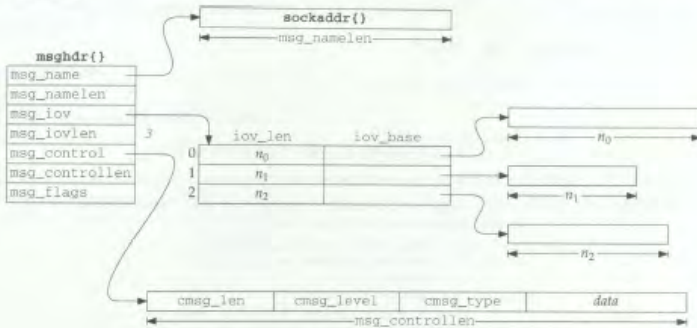 sockaddr{}
msg_namelen
msghdr{}
msg_name
msg_namelen
msg_iov
msg_iovlen
3
msg_control
msg_controllen
msg_flags
iov_len iov_base
0 n0
1 n1
2 n2
n0
n1
n2
cmsg_len cmsg_level cmsg_type data
msg_controllen